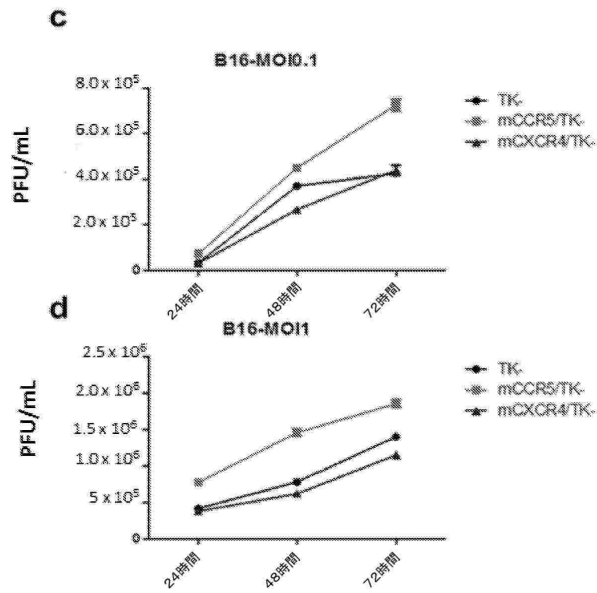 c
B16-MOI0.1
PFU/mL
8.0 x 10⁵
6.0 x 10⁵
4.0 x 10⁵
2.0 x 10⁵
0
24時間
48時間
72時間
TK-
mCCR5/TK-
mCXCR4/TK-
d
B16-MOI1
PFU/mL
2.5 x 10⁶
2.0 x 10⁶
1.5 x 10⁶
1.0 x 10⁶
5 x 10⁵
0
24時間
48時間
72時間
TK-
mCCR5/TK-
mCXCR4/TK-